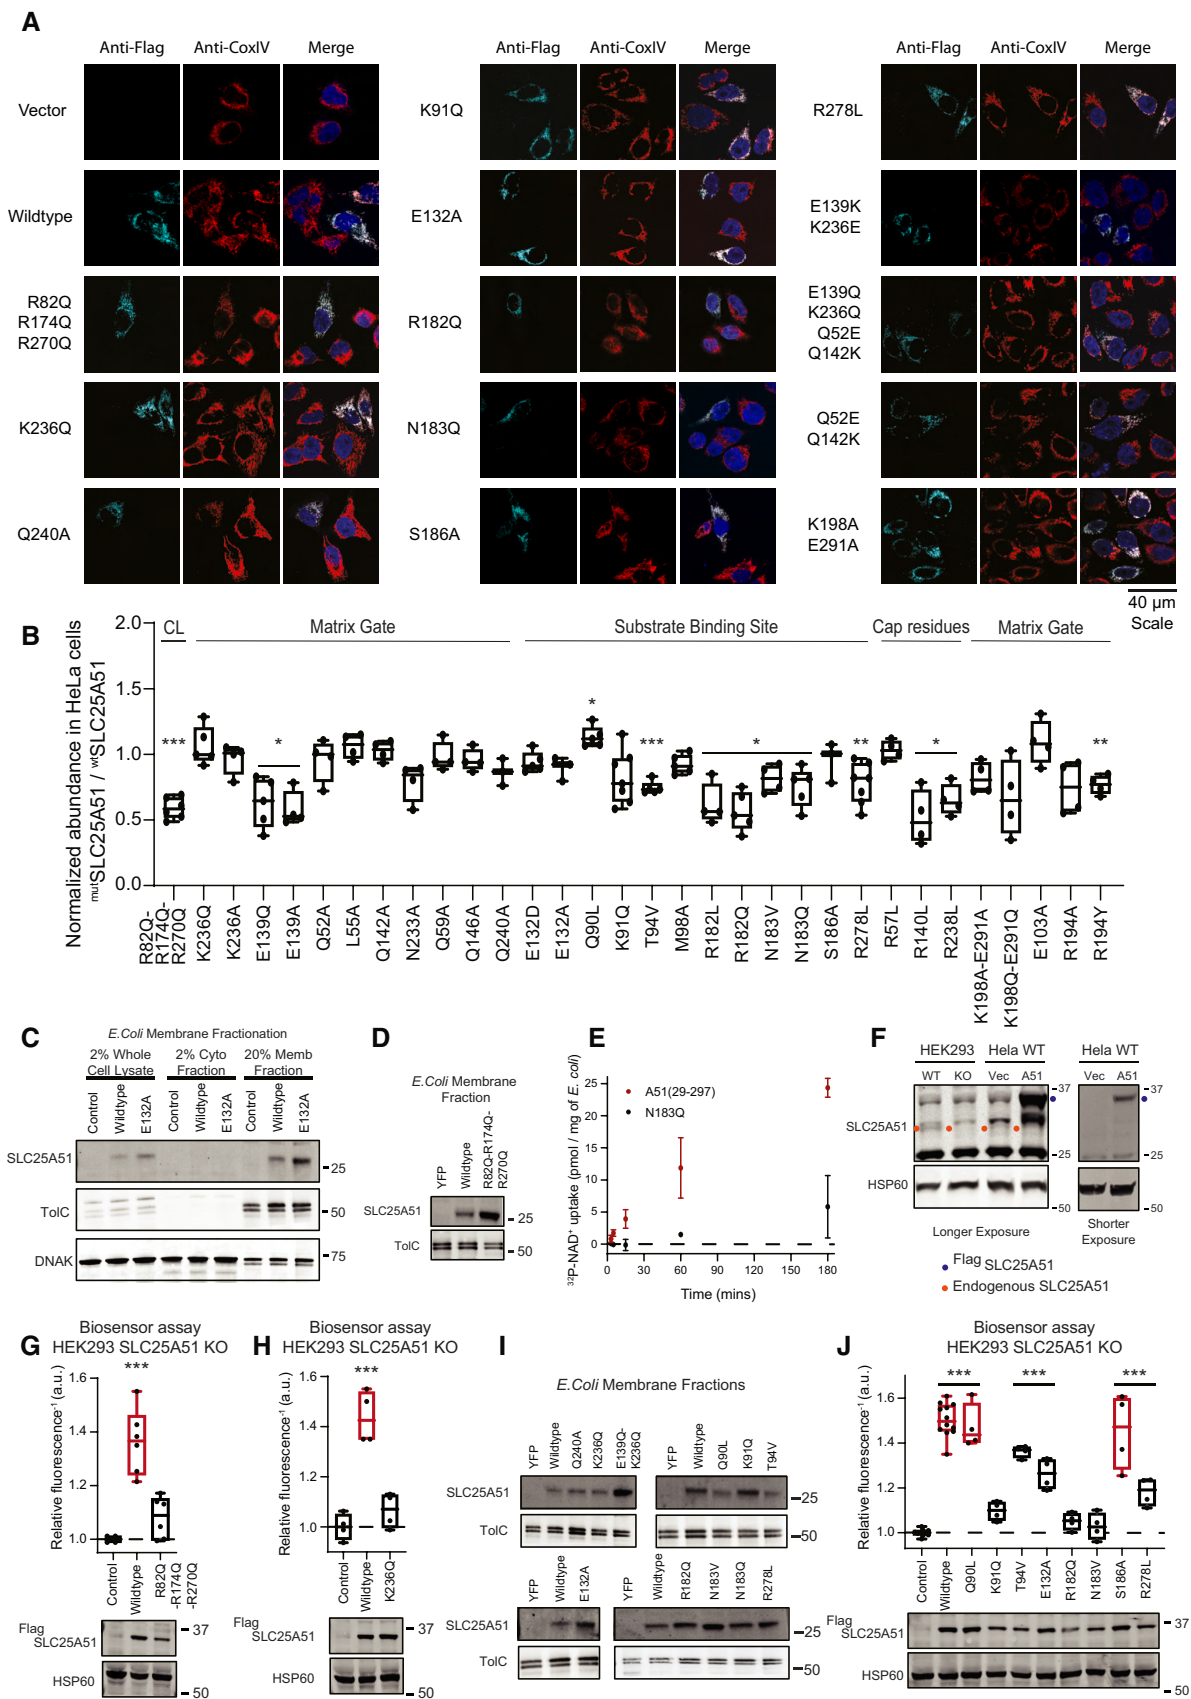 A
Anti-Flag Anti-CoxIV Merge
Anti-Flag Anti-CoxIV Merge
Anti-Flag Anti-CoxIV Merge
Vector
Wildtype
R82Q
R174Q
R270Q
K236Q
Q240A
K91Q
E132A
R182Q
N183Q
S186A
R278L
E139K
K236E
E139Q
K236Q
Q52E
Q142K
Q52E
Q142K
K198A
E291A
40 µm
Scale
B
Normalized abundance in HeLa cells
mutSLC25A51 / wtSLC25A51
2.0
1.5
1.0
0.5
0.0
CL
Matrix Gate
Substrate Binding Site
Cap residues
Matrix Gate
*** * * *** * ** * **
R82Q-
R174Q-
R270Q
K236Q
K236A
E139Q
E139A
Q52A
L55A
Q142A
N233A
Q59A
Q146A
Q240A
E132D
E132A
Q90L
K91Q
T94V
M98A
R182L
R182Q
N183V
N183Q
S186A
R278L
R57L
R140L
R238L
K198A-E291A
K198Q-E291Q
E103A
R194A
R194Y
C
E.Coli Membrane Fractionation
2% Whole
Cell Lysate
2% Cyto
Fraction
20% Memb
Fraction
Control Wildtype E132A
Control Wildtype E132A
Control Wildtype E132A
SLC25A51
25
TolC
50
DNAK
75
D
E.Coli Membrane
Fraction
YFP
Wildtype
R82Q-R174Q-
R270Q
SLC25A51
25
TolC
50
E
32P-NAD+ uptake (pmol / mg of E. coli)
25
20
15
10
5
0
A51(29-297)
N183Q
0 30 60 90 120 150 180
Time (mins)
F
HEK293 Hela WT
WT KO Vec A51
37
SLC25A51
25
HSP60
50
Longer Exposure
Hela WT
Vec A51
37
25
50
Shorter
Exposure
Flag SLC25A51
Endogenous SLC25A51
G
Biosensor assay
HEK293 SLC25A51 KO
***
Relative fluorescence-1 (a.u.)
1.6
1.4
1.2
1.0
Control
Wildtype
R82Q
-R174Q
-R270Q
Flag SLC25A51
37
HSP60
50
H
Biosensor assay
HEK293 SLC25A51 KO
***
Relative fluorescence-1 (a.u.)
1.6
1.4
1.2
1.0
Control
Wildtype
K236Q
Flag SLC25A51
37
HSP60
50
I
E.Coli Membrane Fractions
YFP
Wildtype
Q240A
K236Q
E139Q-
K236Q
YFP
Wildtype
Q90L
K91Q
T94V
SLC25A51
25
TolC
50
YFP
Wildtype
E132A
YFP
Wildtype
R182Q
N183V
N183Q
R278L
SLC25A51
25
TolC
50
J
Biosensor assay
HEK293 SLC25A51 KO
*** *** ***
Relative fluorescence-1 (a.u.)
1.6
1.4
1.2
1.0
Control
Wildtype
Q90L
K91Q
T94V
E132A
R182Q
N183V
S186A
R278L
Flag SLC25A51
37
HSP60
50